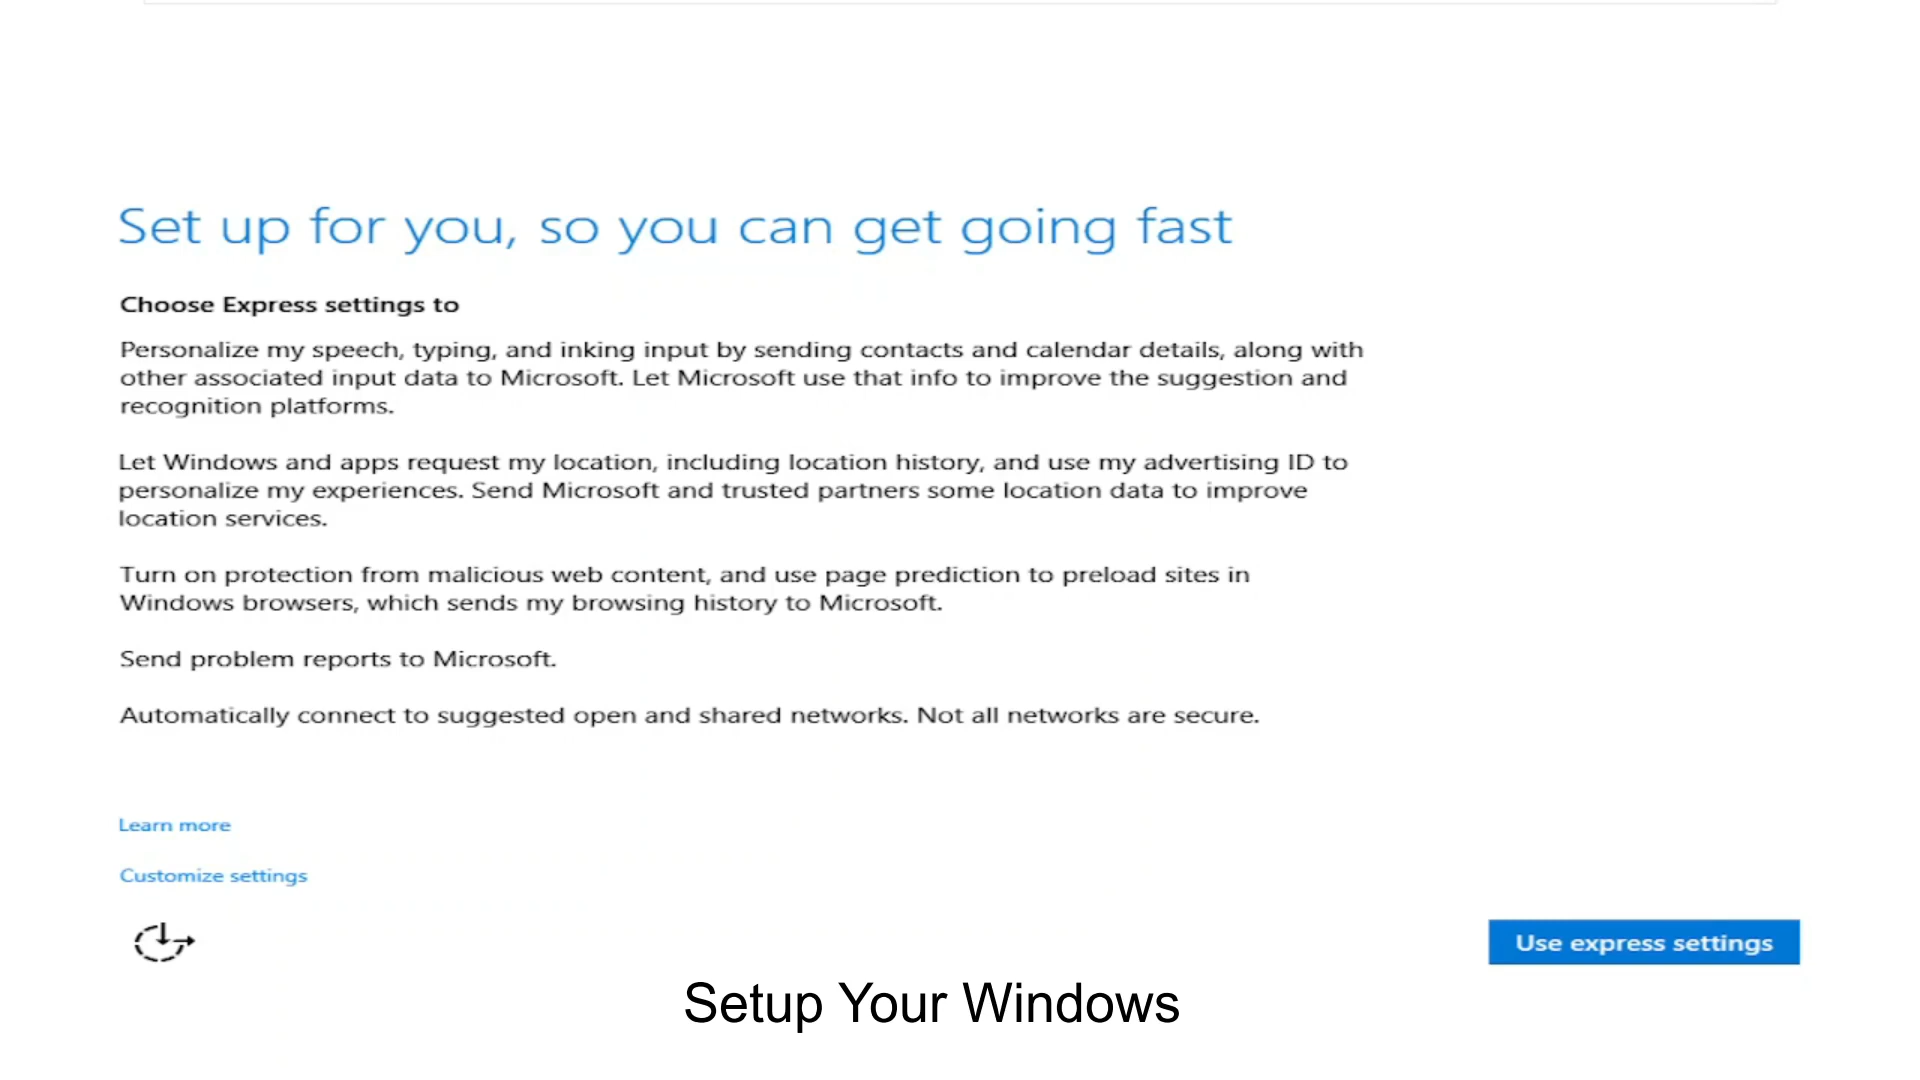 Set up for you, so you can get going fast
Choose Express settings to
Personalize my speech, typing, and inking input by sending contacts and calendar details, along with
other associated input data to Microsoft. Let Microsoft use that info to improve the suggestion and
recognition platforms.
Let Windows and apps request my location, including location history, and use my advertising ID to
personalize my experiences. Send Microsoft and trusted partners some location data to improve
location services.
Turn on protection from malicious web content, and use page prediction to preload sites in
Windows browsers, which sends my browsing history to Microsoft.
Send problem reports to Microsoft.
Automatically connect to suggested open and shared networks. Not all networks are secure.
Learn more
Customize settings
Use express settings
Setup Your Windows